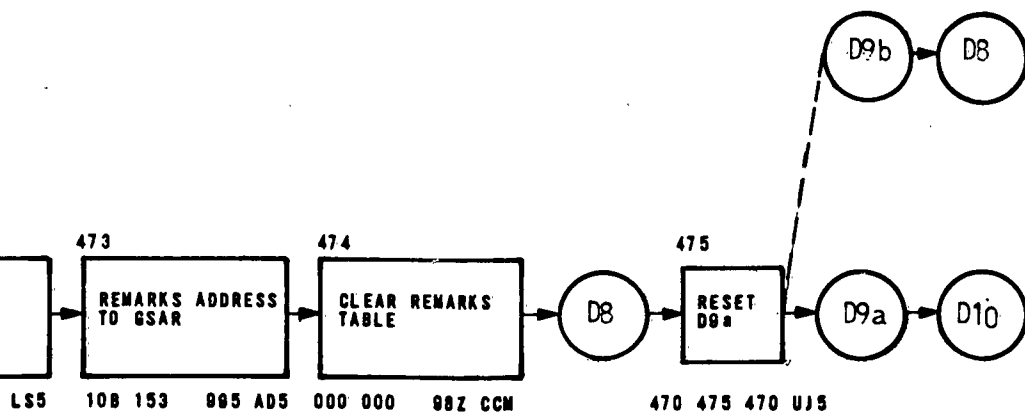 D9b D8
473 474 475
REMARKS ADDRESS
TO GSAR
CLEAR REMARKS
TABLE
D8
RESET
D9a
D9a D10
LS5 10B 153 995 AD5 000 000 98Z CCM 470 475 470 UJ5